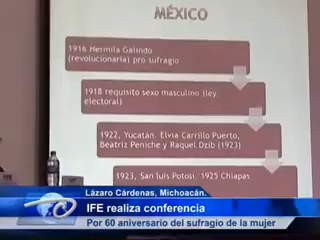 MÉXICO
1916 Hermila Galindo
(revolucionaria) pro sufragio
1918 requisito sexo masculino (ley
electoral)
1922, Yucatán. Elvia Carrillo Puerto,
Beatriz Peniche y Raquel Dzib (1923)
1923, San luis Potosí. 1925 Chiapas
Lázaro Cárdenas, Michoacán.
IFE realiza conferencia
Por 60 aniversario del sufragio de la mujer